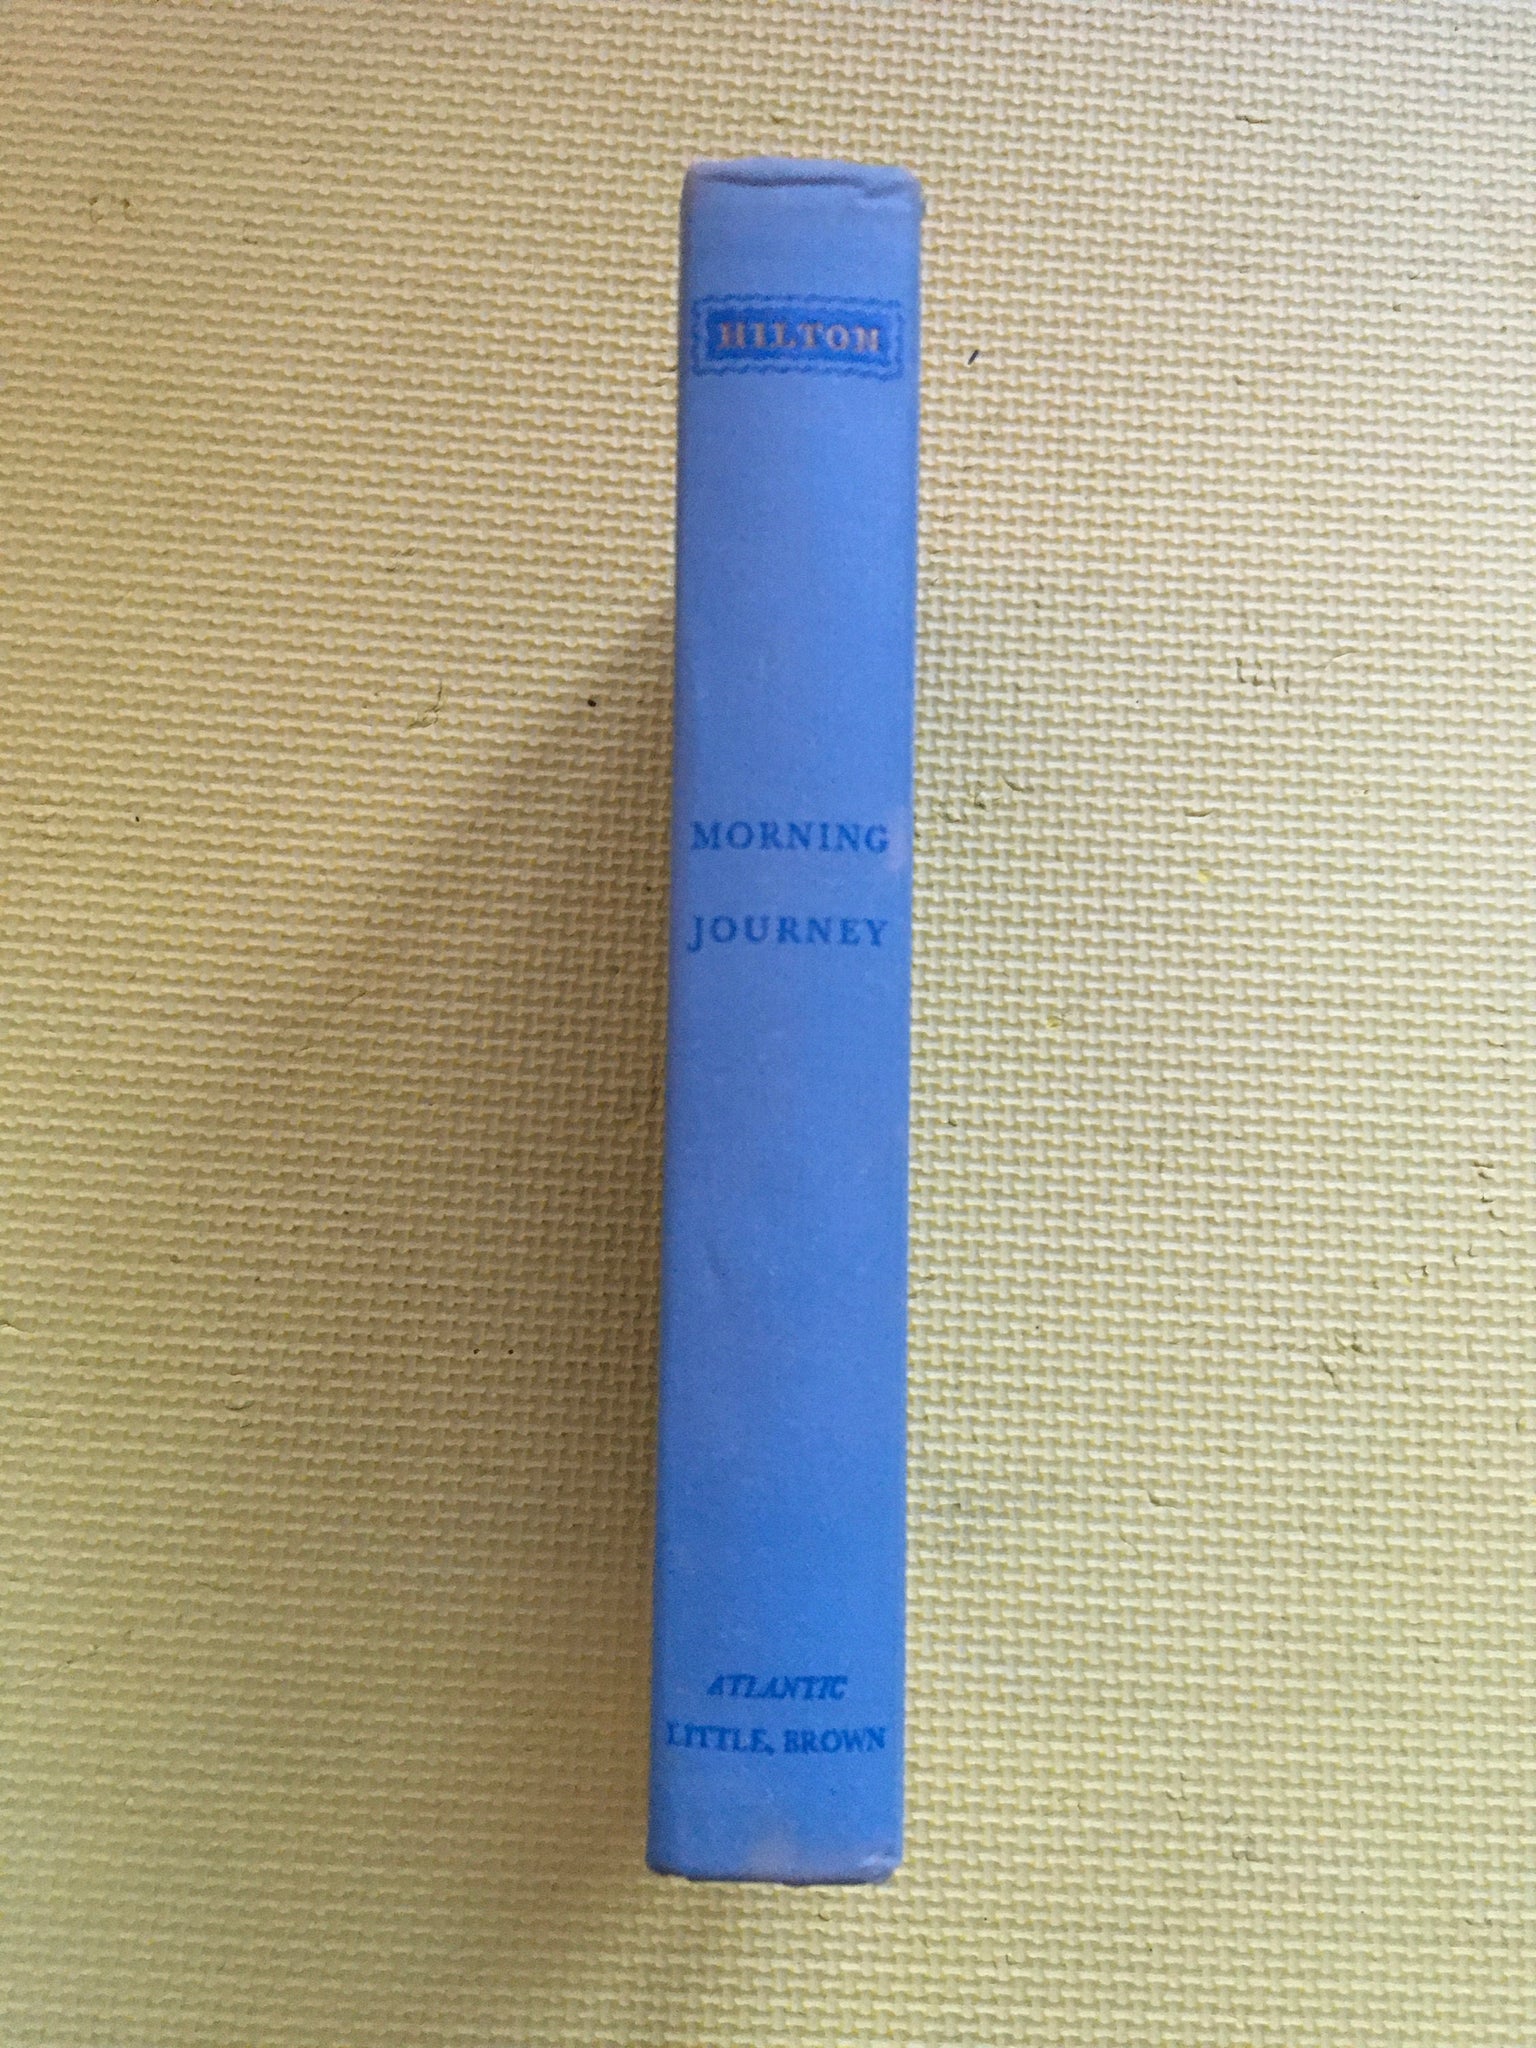 HILTON
MORNING
JOURNEY
ATLANTIC
LITTLE, BROWN